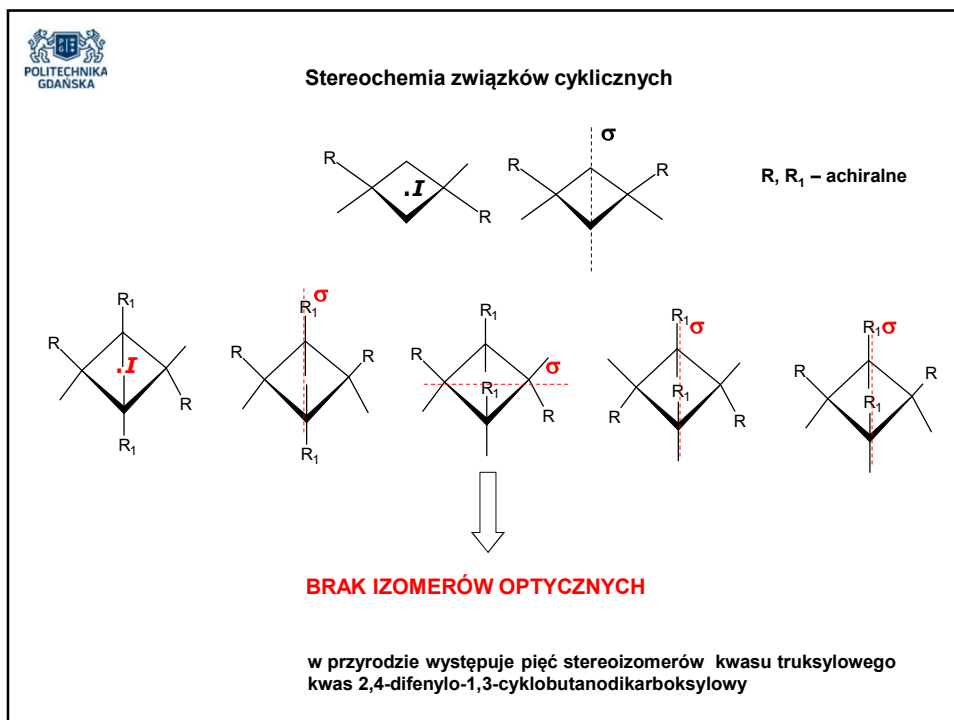 POLITECHNIKA
GDAŃSKA
Stereochemia związków cyklicznych
σ
R
R
.I
R
R
R, R₁ – achiralne
R₁
R
.I
R
R₁
σ
R₁
R
R
R₁
R₁
R
σ
R₁
R
R₁
σ
R₁
R
R
R₁
σ
R
R
R₁
BRAK IZOMERÓW OPTYCZNYCH
w przyrodzie występuje pięć stereoizomerów kwasu truksylowego
kwas 2,4-difenylo-1,3-cyklobutanodikarboksylowy